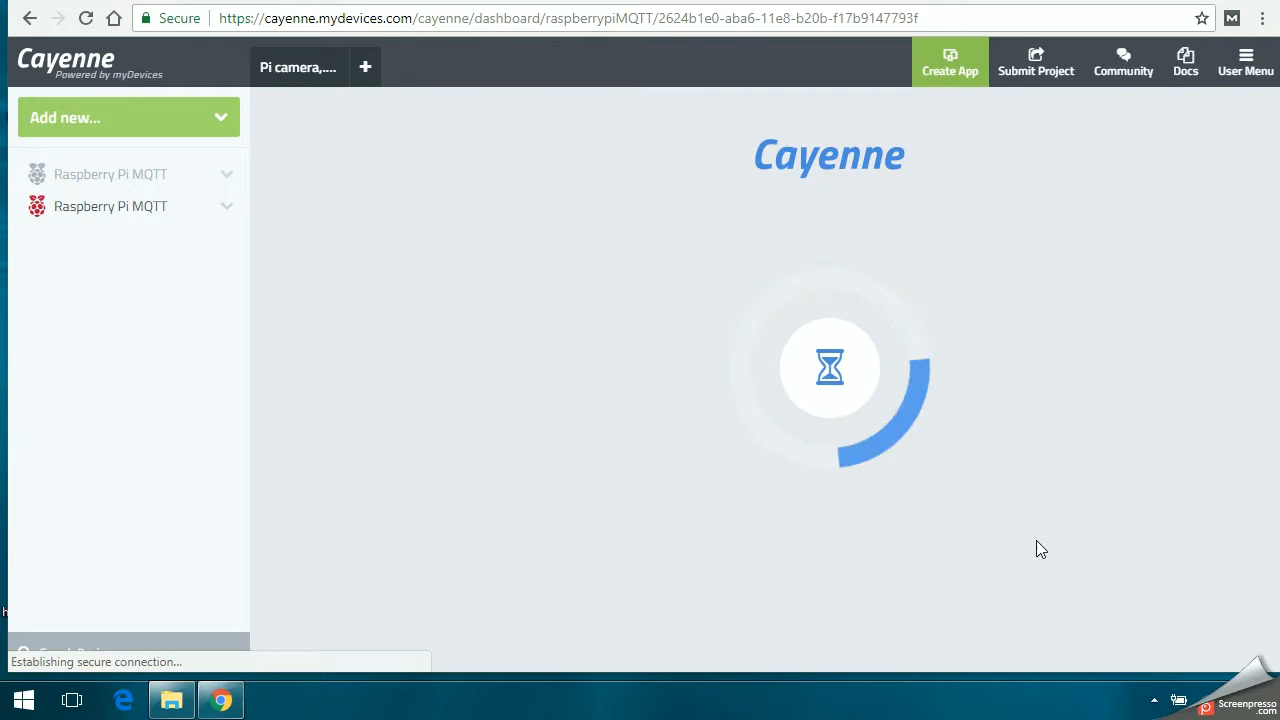 Secure
https://cayenne.mydevices.com/cayenne/dashboard/raspberrypiMQTT/2624b1e0-aba6-11e8-b20b-f17b9147793f
M
Cayenne
Powered by myDevices
Pi camera,....
+
Create App
Submit Project
Community
Docs
User Menu
Add new...
Cayenne
Raspberry Pi MQTT
Raspberry Pi MQTT
h
Establishing secure connection...
Screenpresso
.com